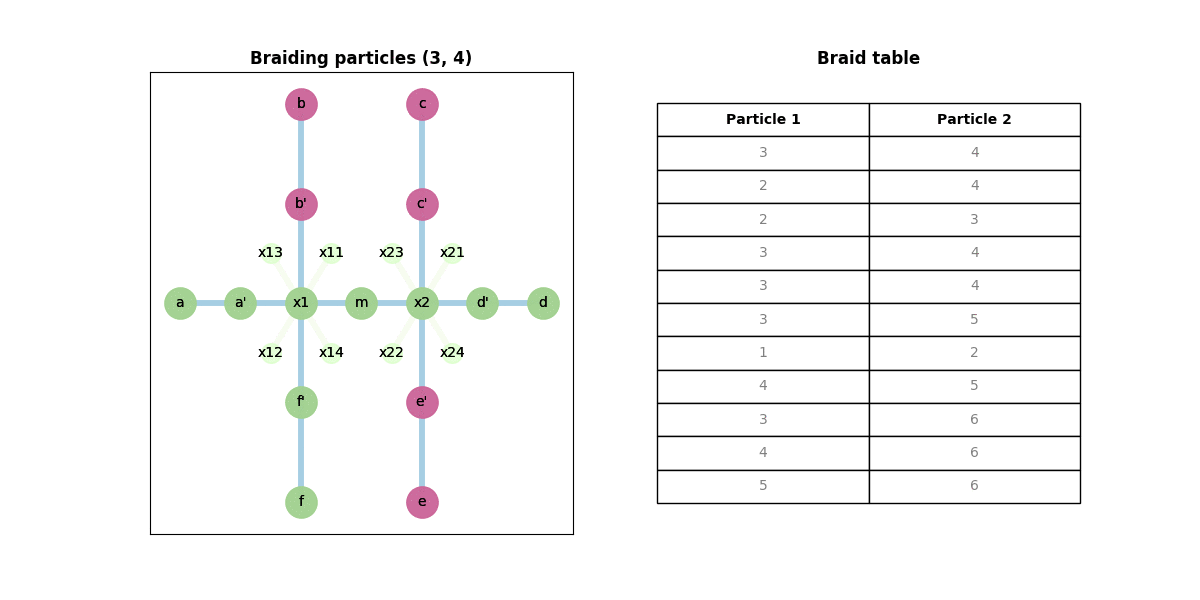 Braiding particles (3, 4)
b c
b' c'
x13 x11 x23 x21
a a' x1 m x2 d' d
x12 x14 x22 x24
f' e'
f e
Braid table
Particle 1 Particle 2
3 4
2 4
2 3
3 4
3 4
3 5
1 2
4 5
3 6
4 6
5 6